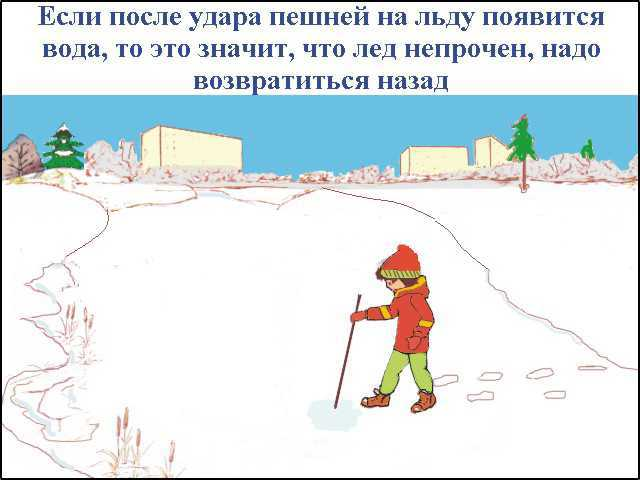 Если после удара пешней на льду появится
вода, то это значит, что лед непрочен, надо
возвратиться назад